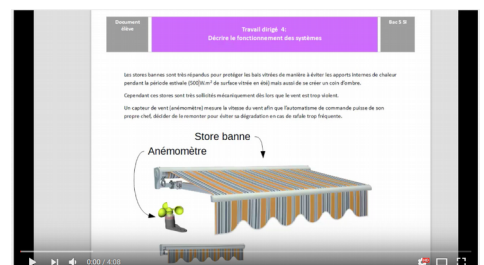 Document
élève
Travail dirigé 4:
Décrire le fonctionnement des systèmes
Bac S SI
Les stores bannes sont très répandus pour protéger les bais vitrées de manière à éviter les apports internes de chaleur
pendant la période estivale (500)W.m² de surface vitrée en été) mais aussi de se créer un coin d'ombre.
Cependant ces stores sont très sollicités mécaniquement dès lors que le vent est trop violent.
Un capteur de vent (anémomètre) mesure la vitesse du vent afin que l'automatisme de commande puisse de son
propre chef, décider de le remonter pour éviter sa dégradation en cas de rafale trop fréquente.
Store banne
Anémomètre
0:00 / 4:08